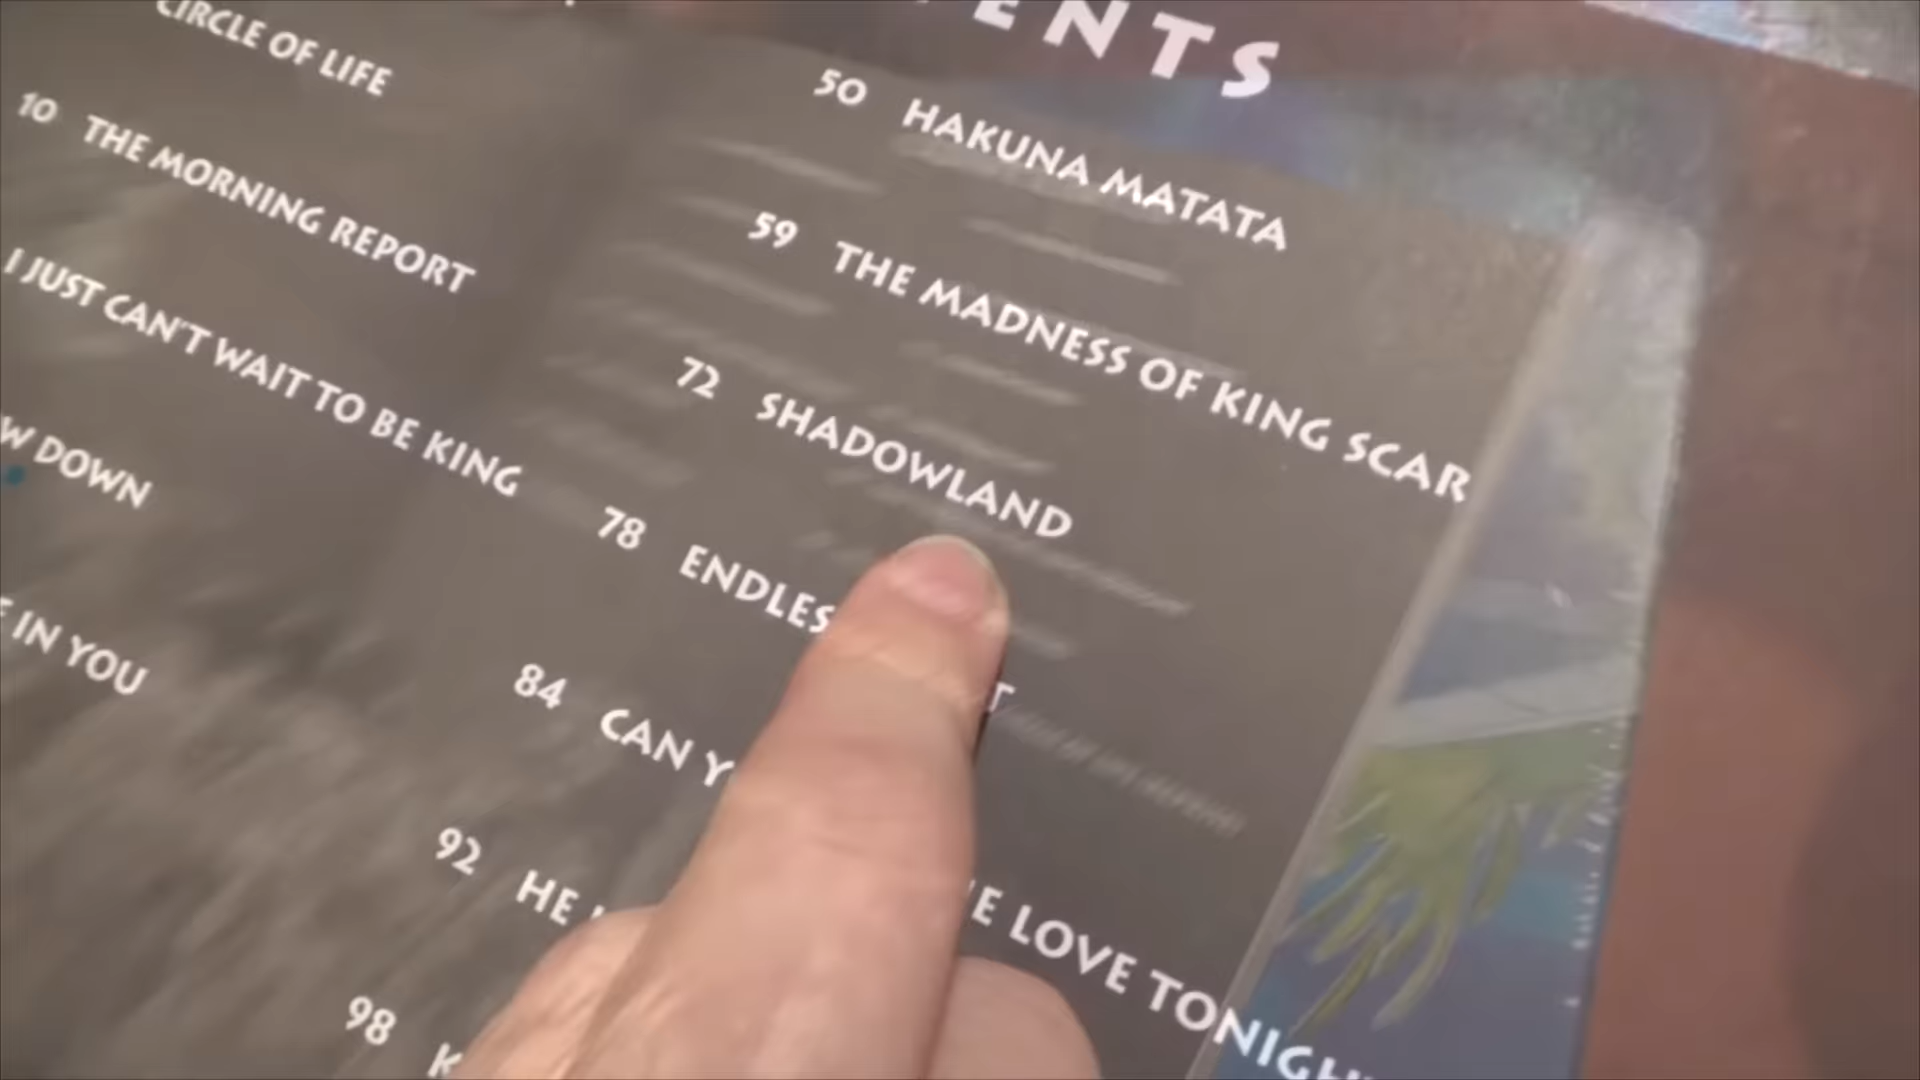 ENTS
CIRCLE OF LIFE
10 THE MORNING REPORT
I JUST CAN'T WAIT TO BE KING
W DOWN
IN YOU
50 HAKUNA MATATA
59 THE MADNESS OF KING SCAR
72 SHADOWLAND
78 ENDLES T
84 CAN Y E LOVE TONIGH
92 HE
98 K